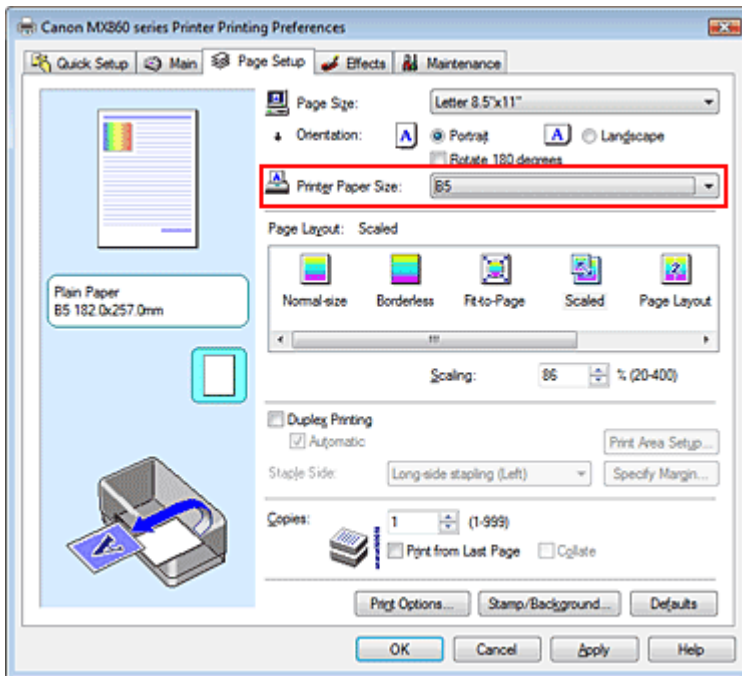 Canon MX860 series Printer Printing Preferences
Quick Setup Main Page Setup Effects Maintenance
Page Size: Letter 8.5"x11"
Orientation: A Portrait A Landscape
Rotate 180 degrees
Printer Paper Size: B5
Page Layout: Scaled
Normal-size Borderless Fit-to-Page Scaled Page Layout
Plain Paper
B5 182.0x257.0mm
Scaling: 86 % (20-400)
Duplex Printing
Automatic Print Area Setup...
Staple Side: Long-side stapling (Left) Specify Margin...
Copies: 1 (1-999)
Print from Last Page Collate
Print Options... Stamp/Background... Defaults
OK Cancel Apply Help